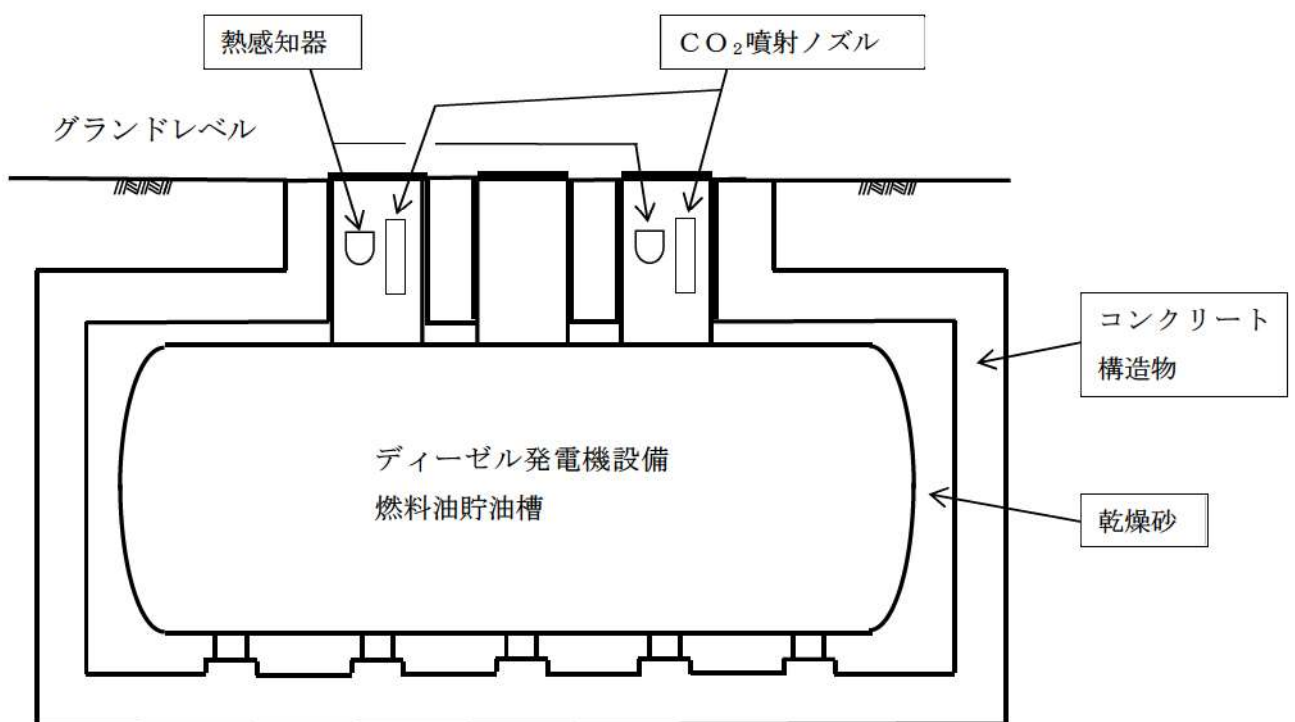 熱感知器
ＣＯ₂噴射ノズル
グランドレベル
コンクリート
構造物
ディーゼル発電機設備
燃料油貯油槽
乾燥砂